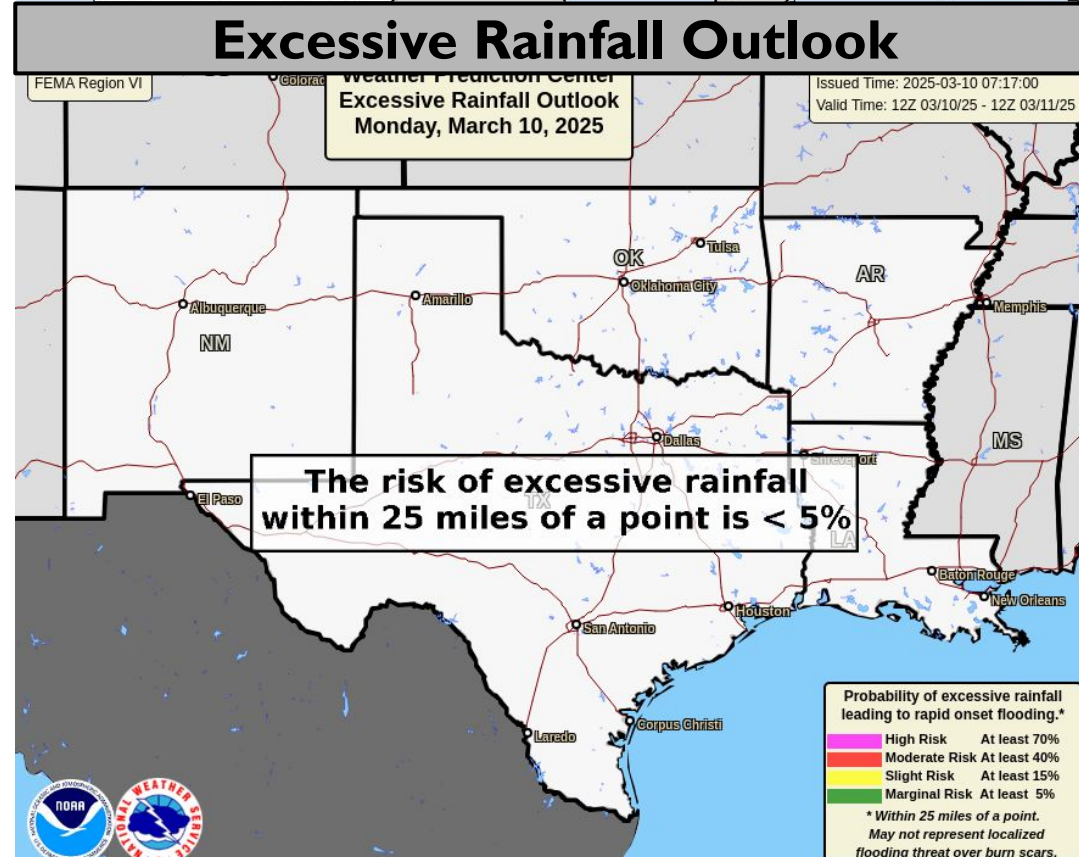 Excessive Rainfall Outlook
FEMA Region VI
Weather Prediction Center
Excessive Rainfall Outlook
Monday, March 10, 2025
Issued Time: 2025-03-10 07:17:00
Valid Time: 12Z 03/10/25 - 12Z 03/11/25
Colorad
Tulsa
OK
AR
Oklahoma City
Amarillo
Albuquerque
Memphis
NM
Dallas
MS
Shreveport
The risk of excessive rainfall
within 25 miles of a point is < 5%
El Paso
TX
LA
Baton Rouge
New Orleans
Houston
San Antonio
Corpus Christi
Laredo
Probability of excessive rainfall
leading to rapid onset flooding.*
High Risk At least 70%
Moderate Risk At least 40%
Slight Risk At least 15%
Marginal Risk At least 5%
* Within 25 miles of a point.
May not represent localized
flooding threat over burn scars.
NOAA
NATIONAL WEATHER SERVICE